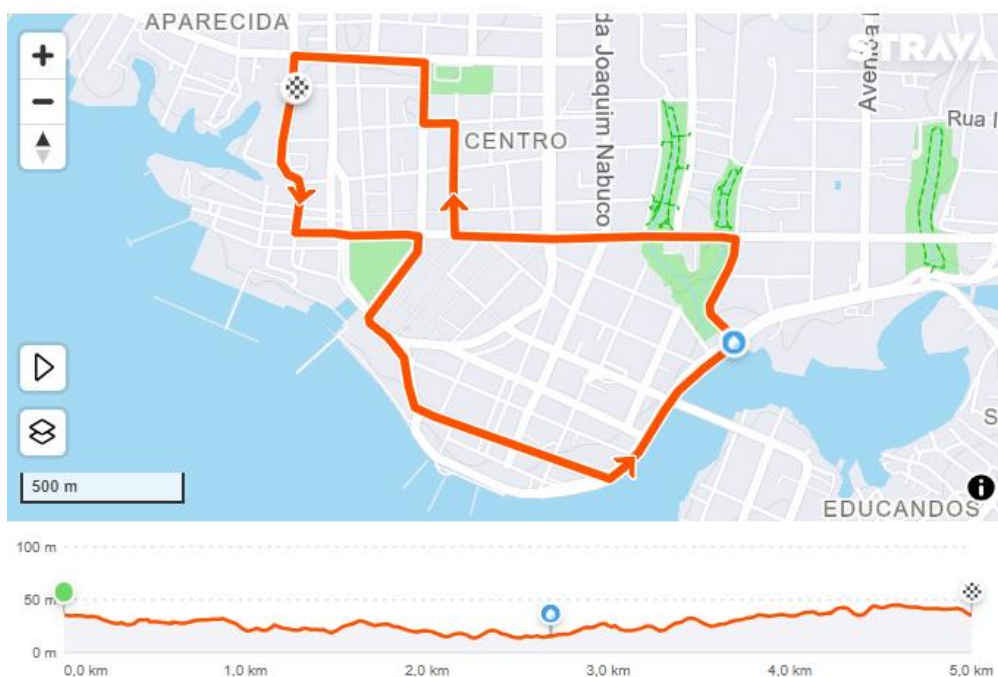 APARECIDA
STRAVA
da Joaquim Nabuco
Avenida
Rua I
CENTRO
500 m
S
EDUCANDOS
100 m
50 m
0 m
0,0 km
1,0 km
2,0 km
3,0 km
4,0 km
5,0 km